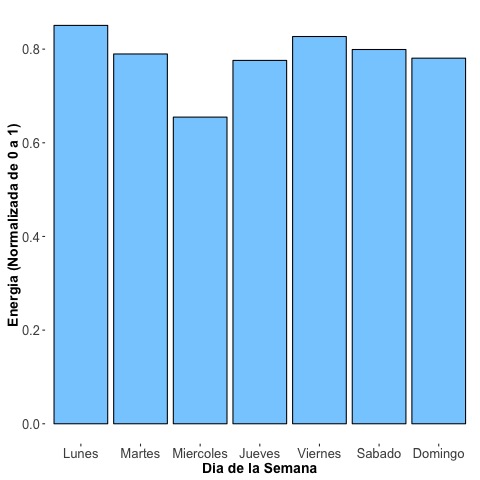 Energia (Normalizada de 0 a 1)
0.8
0.6
0.4
0.2
0.0
Lunes Martes Miercoles Jueves Viernes Sabado Domingo
Dia de la Semana